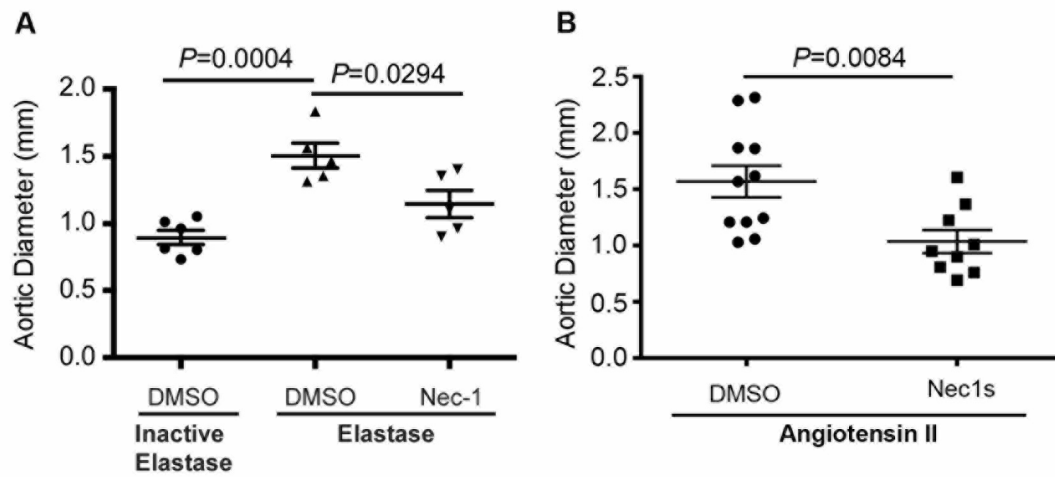 A
P=0.0004
P=0.0294
Aortic Diameter (mm)
2.0
1.5
1.0
0.5
0.0
DMSO
DMSO
Nec-1
Inactive
Elastase
Elastase
B
P=0.0084
Aortic Diameter (mm)
2.5
2.0
1.5
1.0
0.5
0.0
DMSO
Nec1s
Angiotensin II